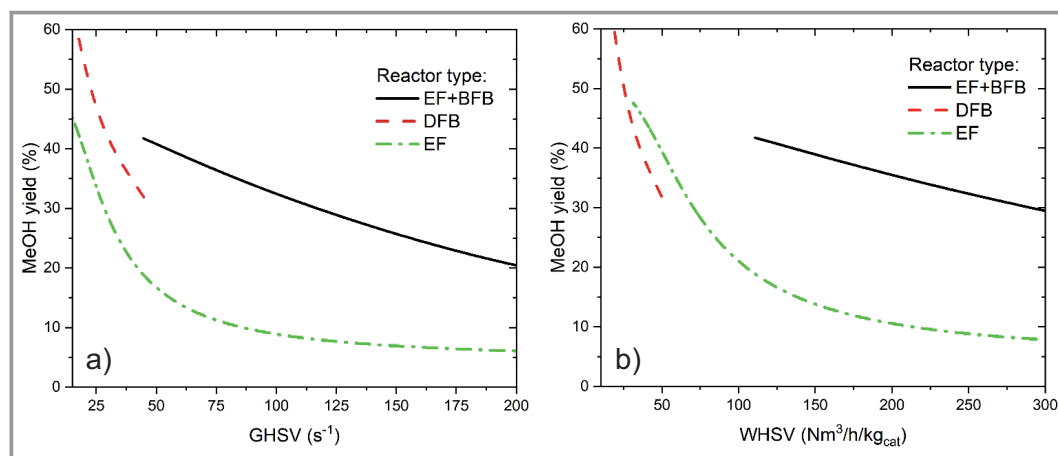 60
50
40
30
20
10
0
MeOH yield (%)
Reactor type:
EF+BFB
DFB
EF
a)
25 50 75 100 125 150 175 200
GHSV (s⁻¹)
60
50
40
30
20
10
0
MeOH yield (%)
Reactor type:
EF+BFB
DFB
EF
b)
50 100 150 200 250 300
WHSV (Nm³/h/kg_cat)